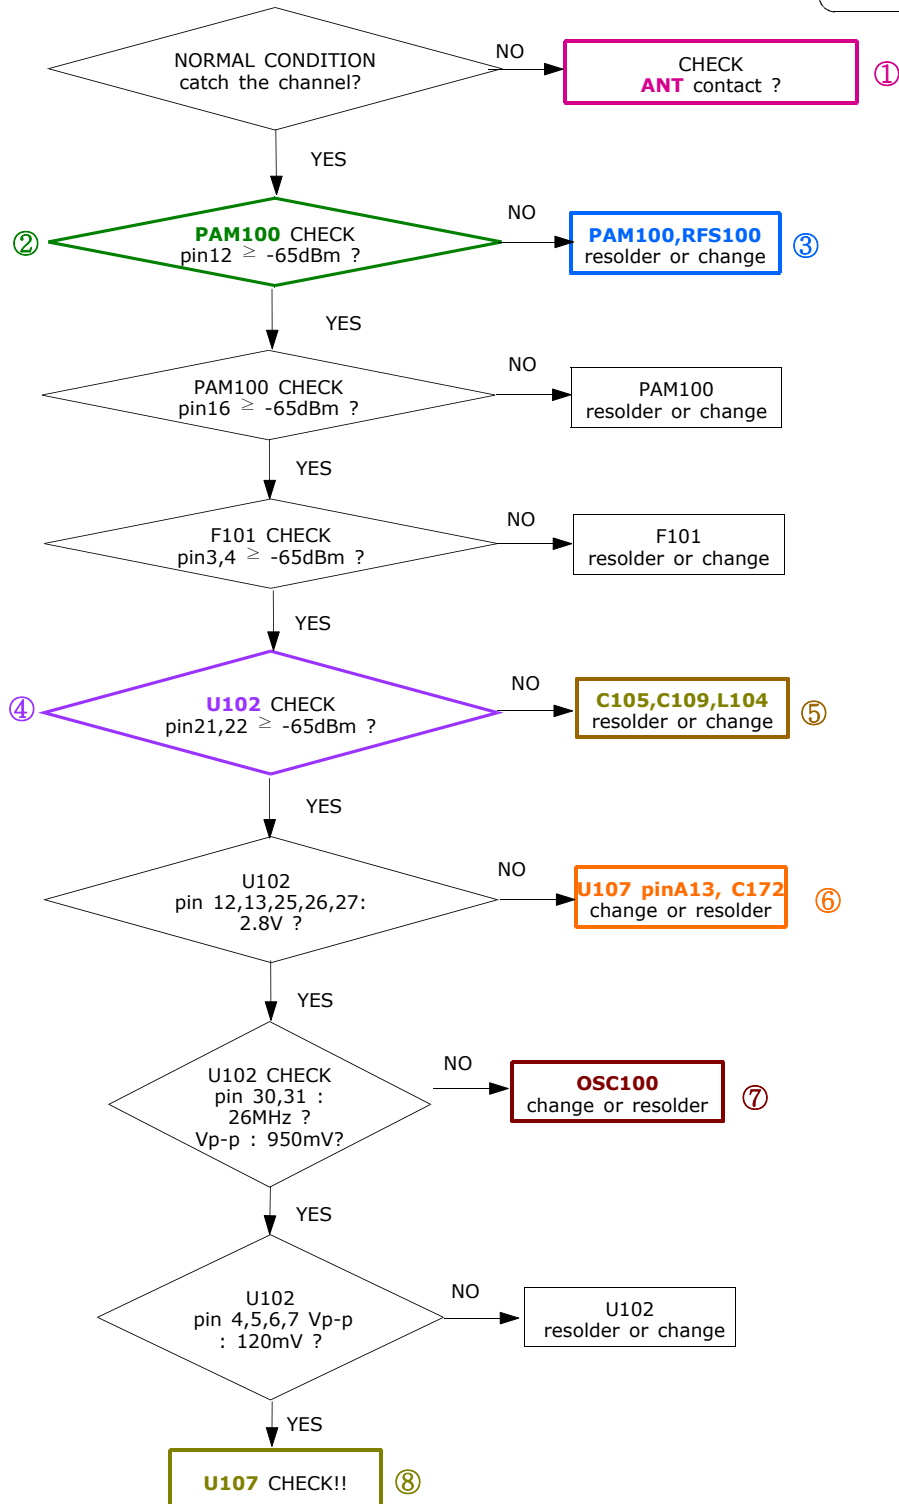 NORMAL CONDITION
catch the channel?
NO
CHECK
ANT contact ?
①
YES
②
PAM100 CHECK
pin12 ≥ -65dBm ?
NO
PAM100,RFS100
resolder or change
③
YES
PAM100 CHECK
pin16 ≥ -65dBm ?
NO
PAM100
resolder or change
YES
F101 CHECK
pin3,4 ≥ -65dBm ?
NO
F101
resolder or change
YES
④
U102 CHECK
pin21,22 ≥ -65dBm ?
NO
C105,C109,L104
resolder or change
⑤
YES
U102
pin 12,13,25,26,27:
2.8V ?
NO
U107 pinA13, C172
change or resolder
⑥
YES
U102 CHECK
pin 30,31 :
26MHz ?
Vp-p : 950mV?
NO
OSC100
change or resolder
⑦
YES
U102
pin 4,5,6,7 Vp-p
: 120mV ?
NO
U102
resolder or change
YES
U107 CHECK!!
⑧